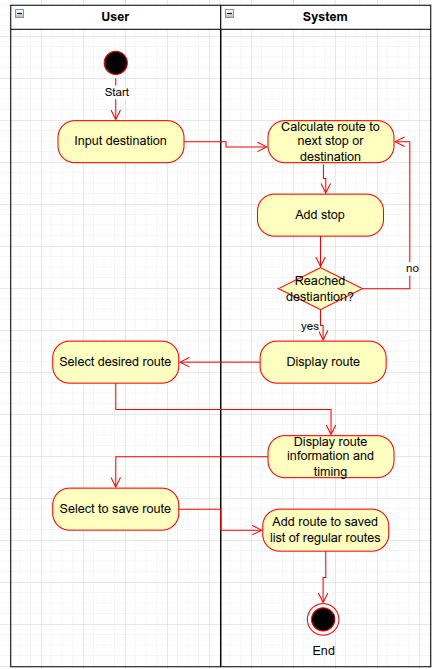 User
System
Start
Input destination
Calculate route to
next stop or
destination
Add stop
Reached
destiantion?
no
yes
Select desired route
Display route
Display route
information and
timing
Select to save route
Add route to saved
list of regular routes
End